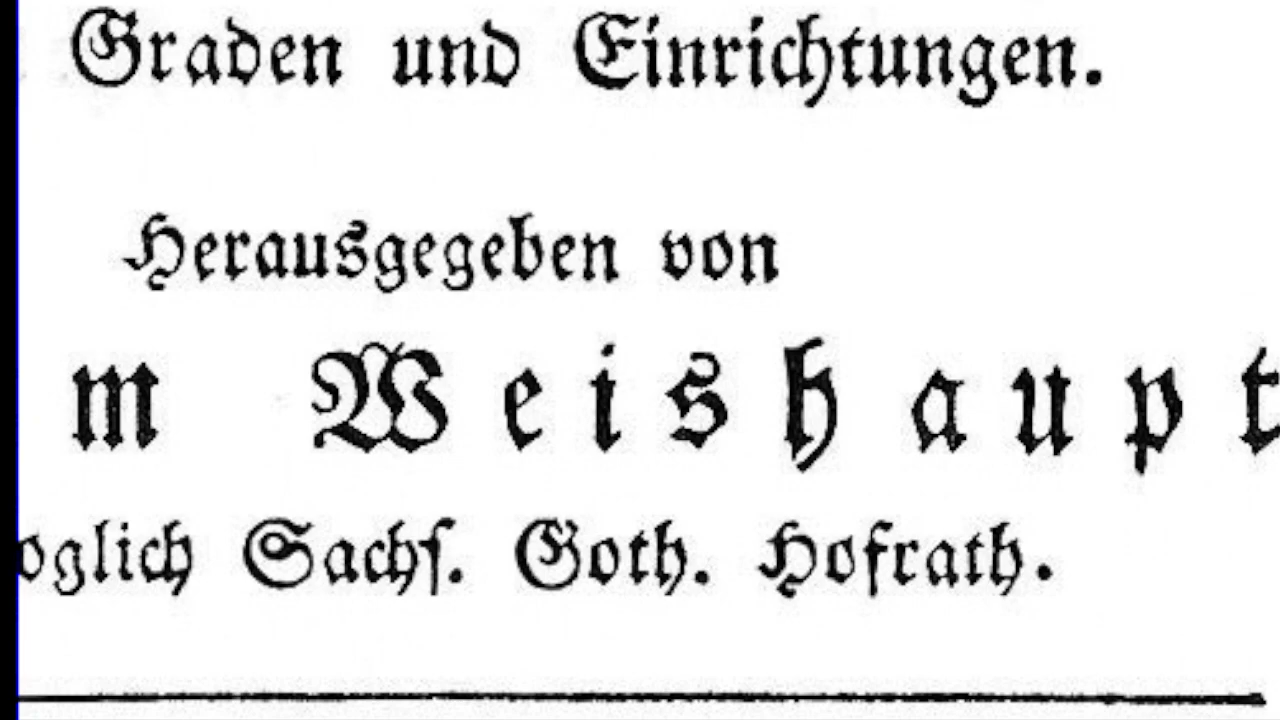 Graden und Einrichtungen.
Herausgegeben von
m Weishaupt
oglich Sachſ. Goth. Hofrath.